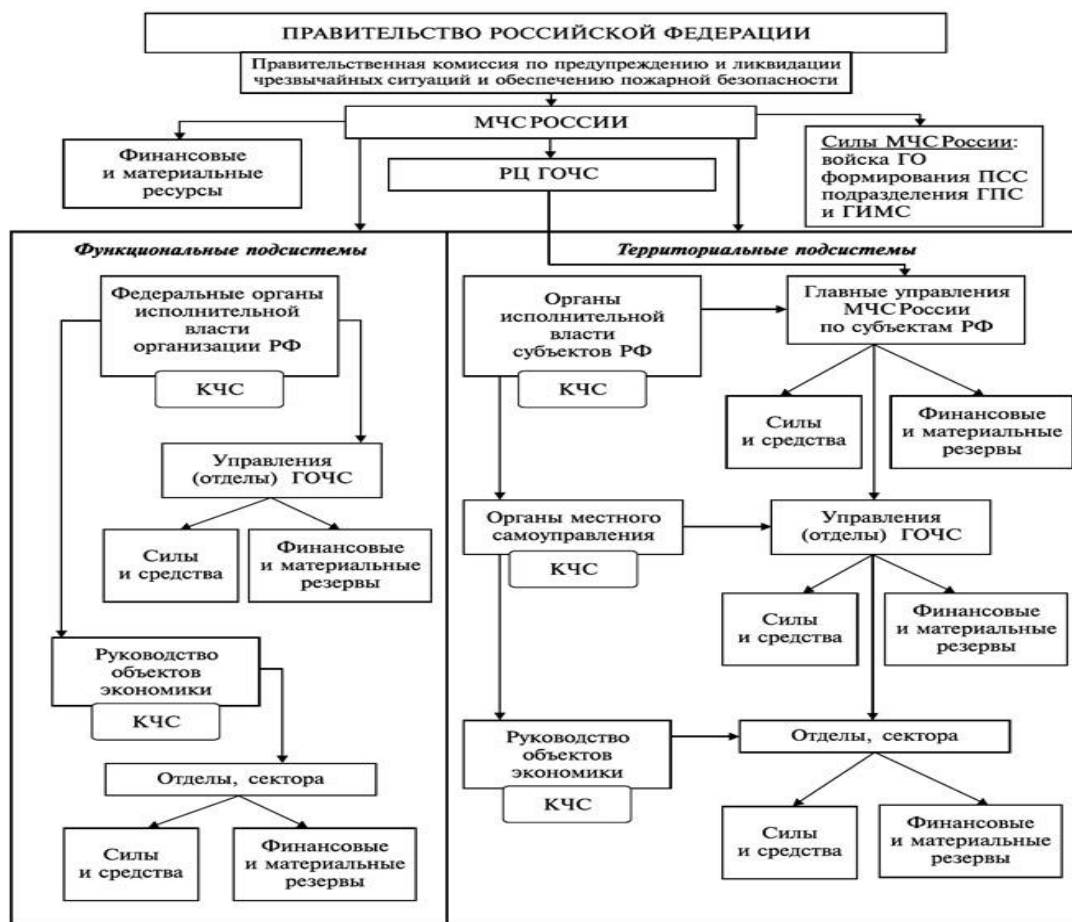 ПРАВИТЕЛЬСТВО РОССИЙСКОЙ ФЕДЕРАЦИИ
Правительственная комиссия по предупреждению и ликвидации
чрезвычайных ситуаций и обеспечению пожарной безопасности
МЧС РОССИИ
Финансовые
и материальные
ресурсы
РЦ ГОЧС
Силы МЧС России:
войска ГО
формирования ПСС
подразделения ГПС
и ГИМС
Функциональные подсистемы
Федеральные органы
исполнительной
власти
организации РФ
КЧС
Управления
(отделы) ГОЧС
Силы
и средства
Финансовые
и материальные
резервы
Руководство
объектов
экономики
КЧС
Отделы, сектора
Силы
и средства
Финансовые
и материальные
резервы
Территориальные подсистемы
Органы
исполнительной
власти
субъектов РФ
КЧС
Главные управления
МЧС России
по субъектам РФ
Силы
и средства
Финансовые
и материальные
резервы
Органы местного
самоуправления
КЧС
Управления
(отделы) ГОЧС
Силы
и средства
Финансовые
и материальные
резервы
Руководство
объектов
экономики
КЧС
Отделы, сектора
Силы
и средства
Финансовые
и материальные
резервы